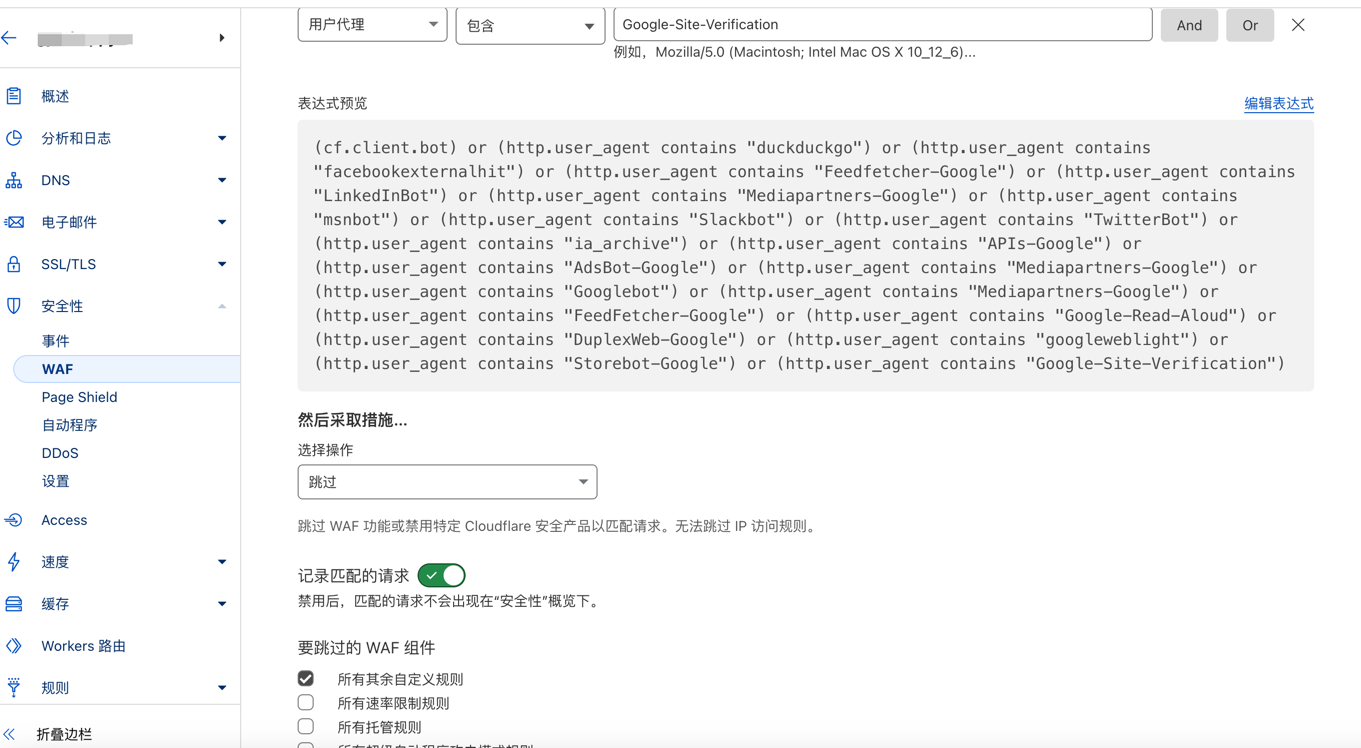 用户代理
包含
Google-Site-Verification
And
Or
例如，Mozilla/5.0 (Macintosh; Intel Mac OS X 10_12_6)...
概述
分析和日志
DNS
电子邮件
SSL/TLS
安全性
事件
WAF
Page Shield
自动程序
DDoS
设置
Access
速度
缓存
Workers 路由
规则
折叠边栏
表达式预览
编辑表达式
(cf.client.bot) or (http.user_agent contains "duckduckgo") or (http.user_agent contains
"facebookexternalhit") or (http.user_agent contains "Feedfetcher-Google") or (http.user_agent contains
"LinkedInBot") or (http.user_agent contains "Mediapartners-Google") or (http.user_agent contains
"msnbot") or (http.user_agent contains "Slackbot") or (http.user_agent contains "TwitterBot") or
(http.user_agent contains "ia_archive") or (http.user_agent contains "APIs-Google") or
(http.user_agent contains "AdsBot-Google") or (http.user_agent contains "Mediapartners-Google") or
(http.user_agent contains "Googlebot") or (http.user_agent contains "Mediapartners-Google") or
(http.user_agent contains "FeedFetcher-Google") or (http.user_agent contains "Google-Read-Aloud") or
(http.user_agent contains "DuplexWeb-Google") or (http.user_agent contains "googleweblight") or
(http.user_agent contains "Storebot-Google") or (http.user_agent contains "Google-Site-Verification")
然后采取措施...
选择操作
跳过
跳过 WAF 功能或禁用特定 Cloudflare 安全产品以匹配请求。无法跳过 IP 访问规则。
记录匹配的请求
禁用后，匹配的请求不会出现在“安全性”概览下。
要跳过的 WAF 组件
所有其余自定义规则
所有速率限制规则
所有托管规则